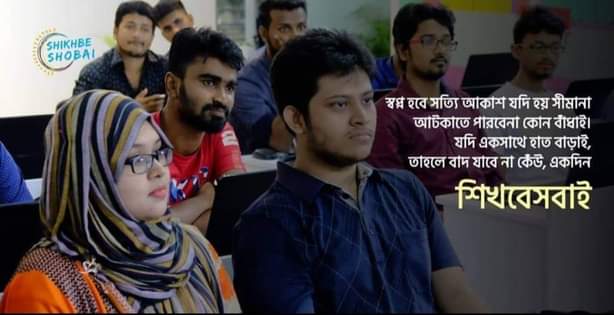 SHIKHBE
SHOBAI
স্বপ্ন হবে সত্যি আকাশ যদি হয় সীমানা
আটকাতে পারবেনা কোন বাঁধাই।
যদি একসাথে হাত বাড়াই,
তাহলে বাদ যাবে না কেঁউ, একদিন
শিখবেসবাই